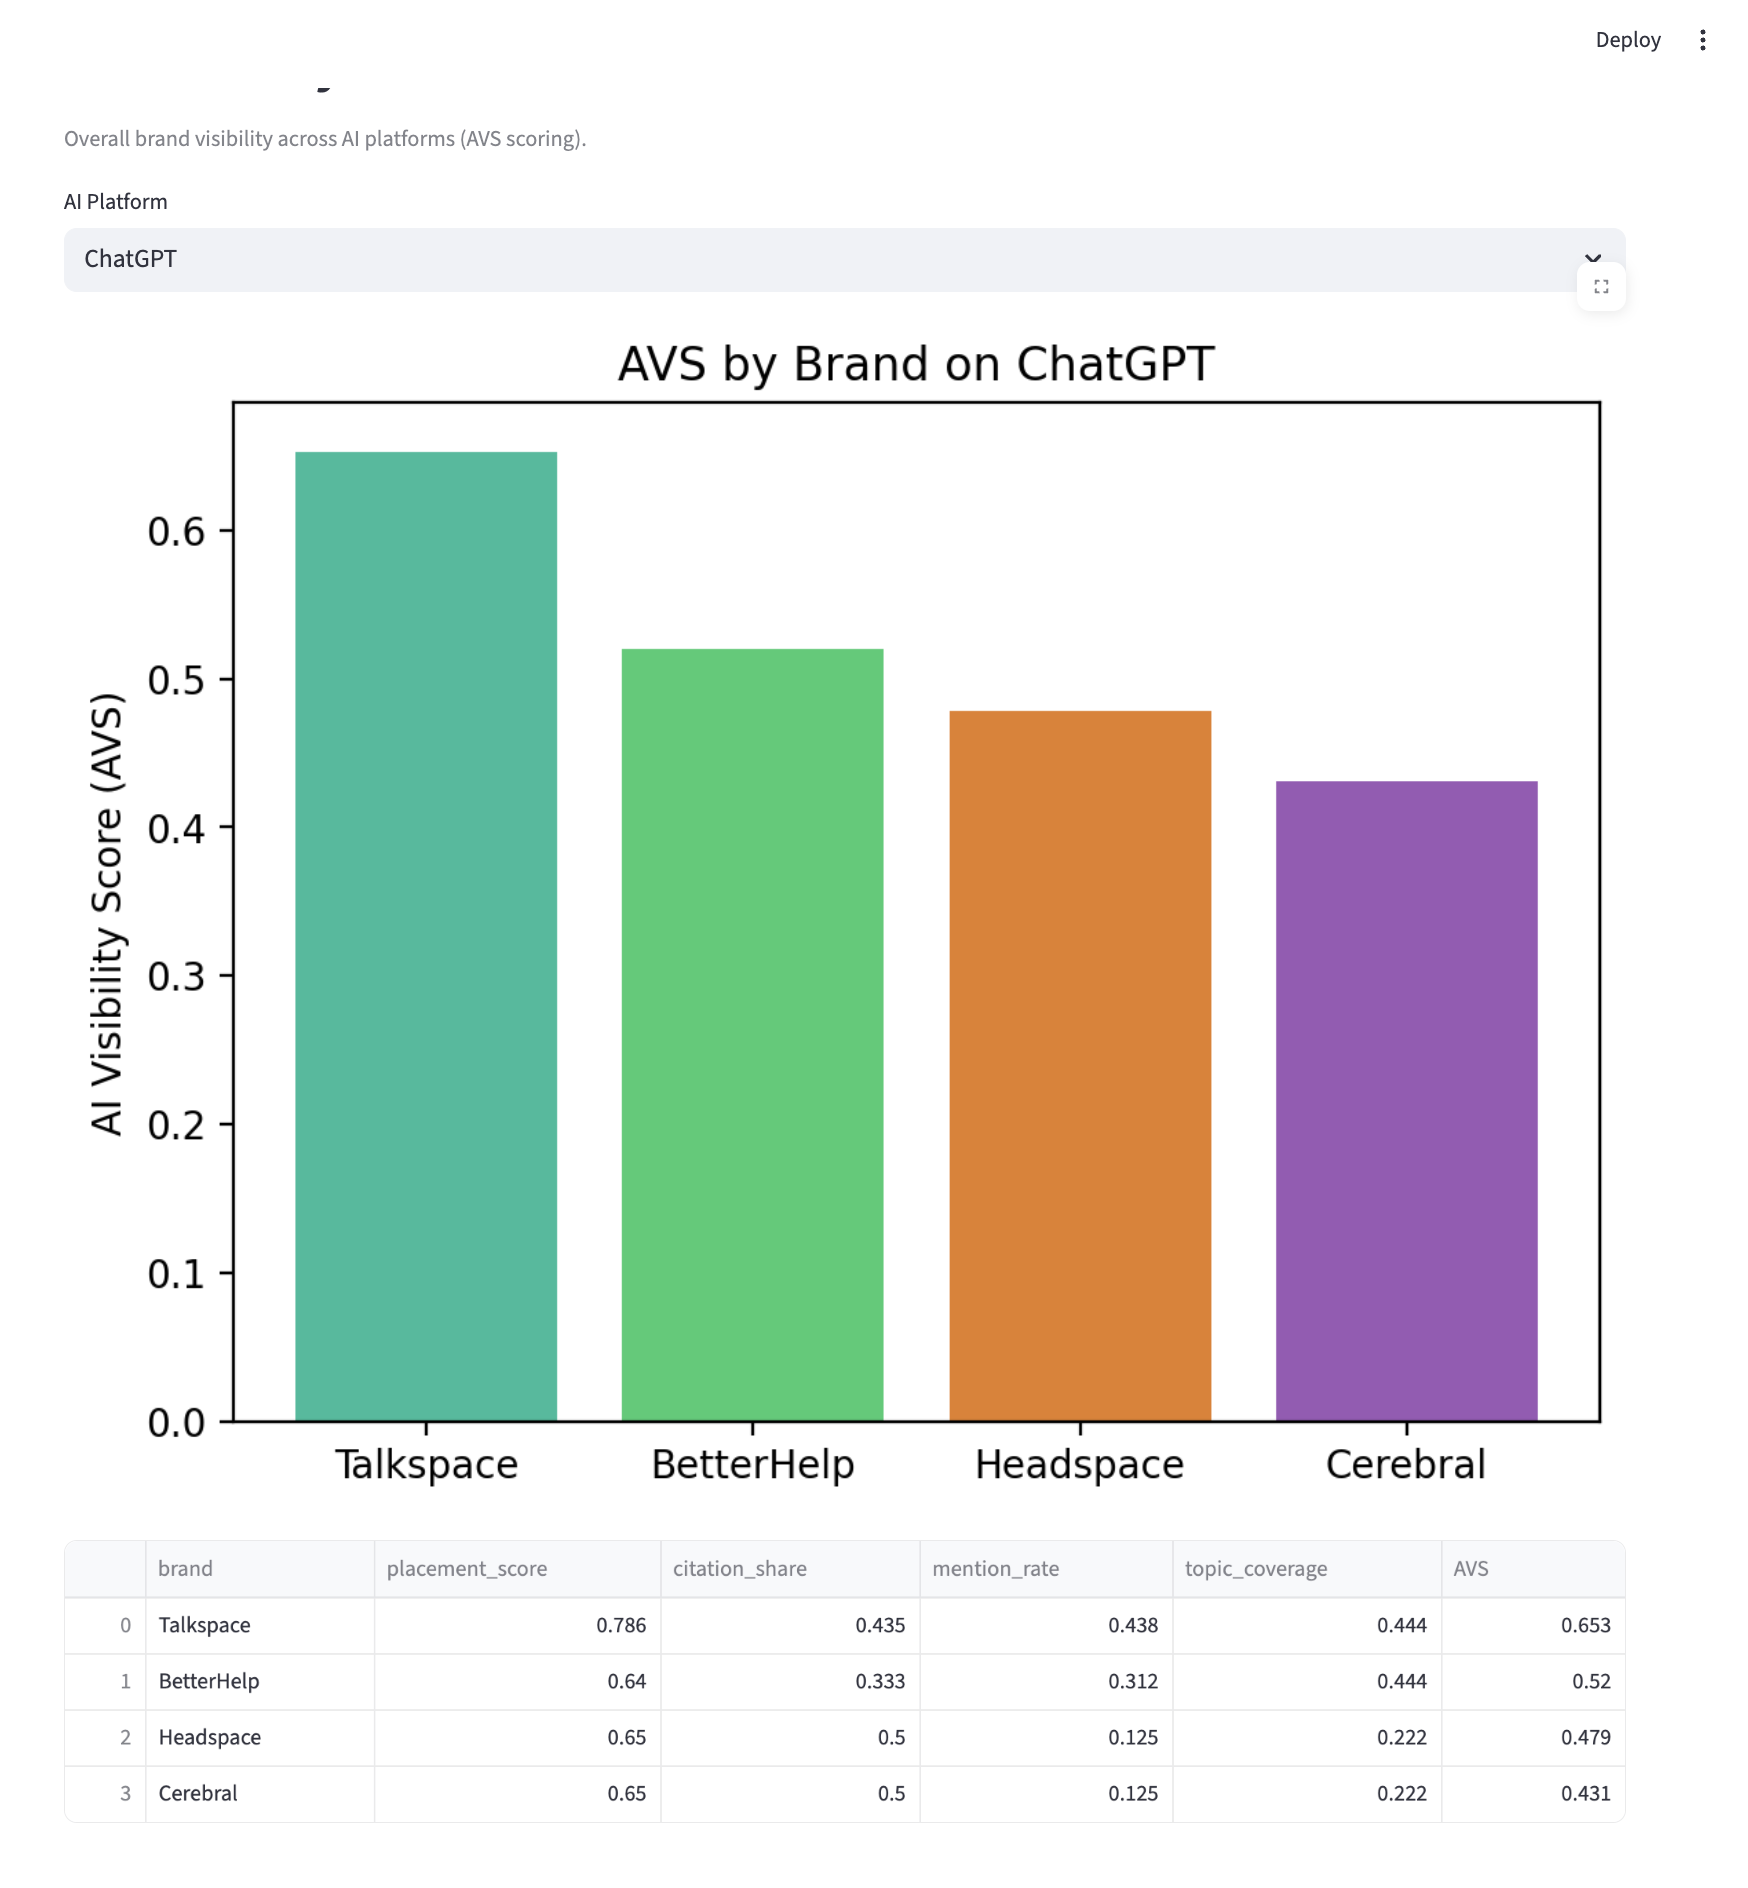 Deploy
Overall brand visibility across AI platforms (AVS scoring).
AI Platform
ChatGPT
AVS by Brand on ChatGPT
AI Visibility Score (AVS)
0.6
0.5
0.4
0.3
0.2
0.1
0.0
Talkspace BetterHelp Headspace Cerebral
brand placement_score citation_share mention_rate topic_coverage AVS
0 Talkspace 0.786 0.435 0.438 0.444 0.653
1 BetterHelp 0.64 0.333 0.312 0.444 0.52
2 Headspace 0.65 0.5 0.125 0.222 0.479
3 Cerebral 0.65 0.5 0.125 0.222 0.431